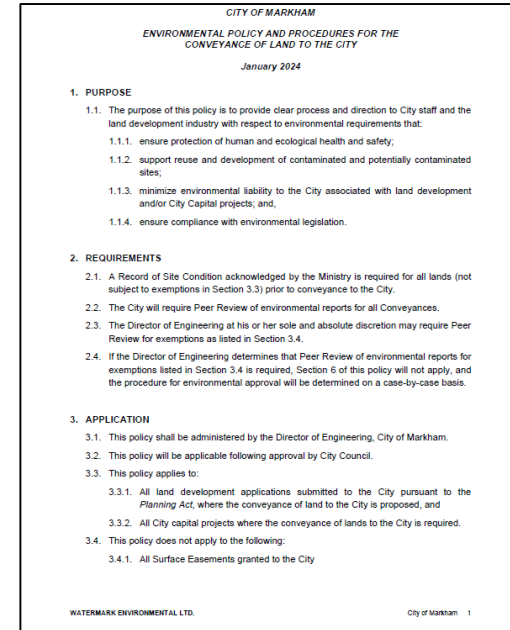 CITY OF MARKHAM
ENVIRONMENTAL POLICY AND PROCEDURES FOR THE
CONVEYANCE OF LAND TO THE CITY
January 2024
1. PURPOSE
1.1. The purpose of this policy is to provide clear process and direction to City staff and the
land development industry with respect to environmental requirements that:
1.1.1. ensure protection of human and ecological health and safety;
1.1.2. support reuse and development of contaminated and potentially contaminated
sites;
1.1.3. minimize environmental liability to the City associated with land development
and/or City Capital projects; and,
1.1.4. ensure compliance with environmental legislation.
2. REQUIREMENTS
2.1. A Record of Site Condition acknowledged by the Ministry is required for all lands (not
subject to exemptions in Section 3.3) prior to conveyance to the City.
2.2. The City will require Peer Review of environmental reports for all Conveyances.
2.3. The Director of Engineering at his or her sole and absolute discretion may require Peer
Review for exemptions as listed in Section 3.4.
2.4. If the Director of Engineering determines that Peer Review of environmental reports for
exemptions listed in Section 3.4 is required, Section 6 of this policy will not apply, and
the procedure for environmental approval will be determined on a case-by-case basis.
3. APPLICATION
3.1. This policy shall be administered by the Director of Engineering, City of Markham.
3.2. This policy will be applicable following approval by City Council.
3.3. This policy applies to:
3.3.1. All land development applications submitted to the City pursuant to the
Planning Act, where the conveyance of land to the City is proposed, and
3.3.2. All City capital projects where the conveyance of lands to the City is required.
3.4. This policy does not apply to the following:
3.4.1. All Surface Easements granted to the City
WATERMARK ENVIRONMENTAL LTD. City of Markham 1